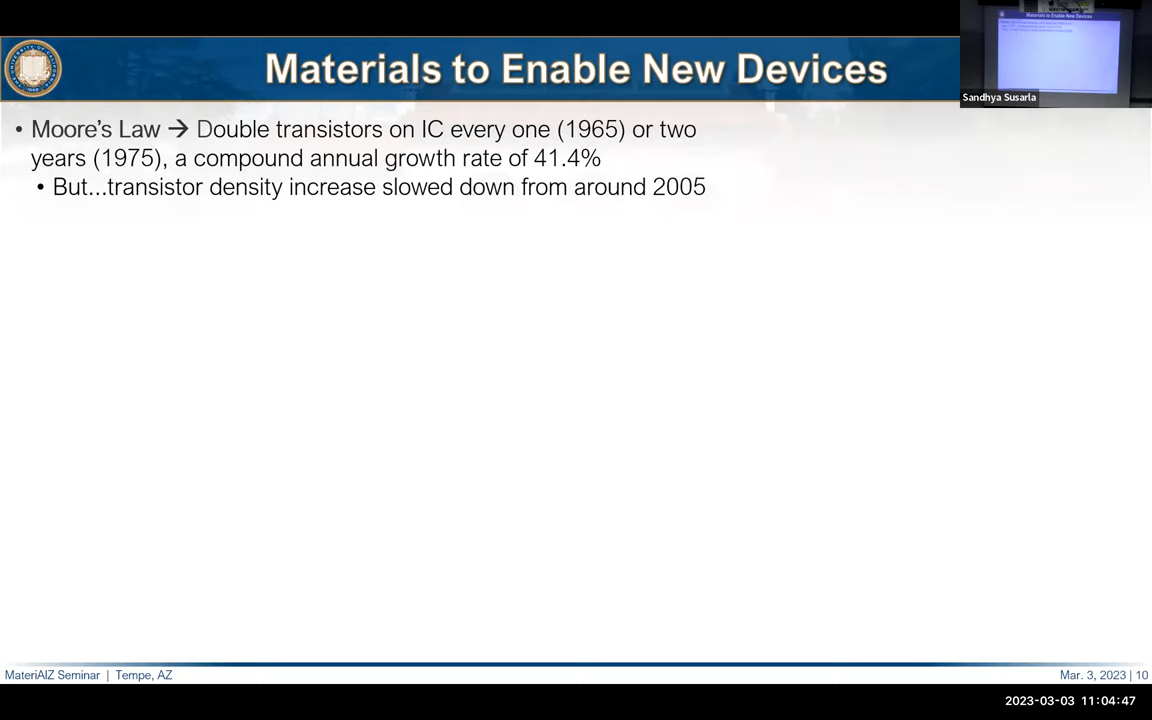 Materials to Enable New Devices
Sandhya Susarla
• Moore's Law → Double transistors on IC every one (1965) or two
years (1975), a compound annual growth rate of 41.4%
• But...transistor density increase slowed down from around 2005
MateriAlZ Seminar | Tempe, AZ
Mar. 3, 2023 | 10
2023-03-03 11:04:47